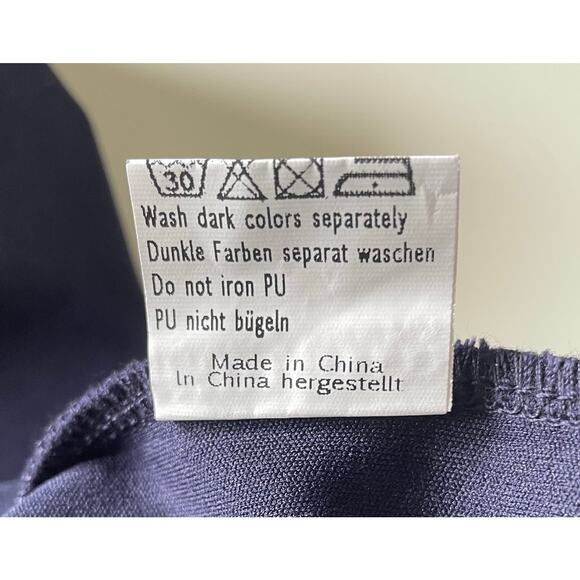 30
Wash dark colors separately
Dunkle Farben separat waschen
Do not iron PU
PU nicht bügeln
Made in China
In China hergestellt